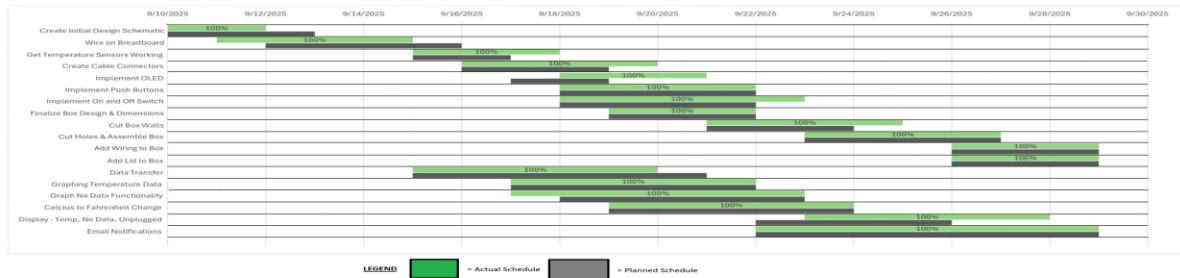 9/10/2025 9/12/2025 9/14/2025 9/16/2025 9/18/2025 9/20/2025 9/22/2025 9/24/2025 9/26/2025 9/28/2025 9/30/2025
Create Initial Design Schematic 100%
Wire on Breadboard 100%
Get Temperature Sensors Working 100%
Create Cable Connectors 100%
Implement OLED 100%
Implement Push Buttons 100%
Implement On and Off Switch 100%
Finalize Box Design & Dimensions 100%
Cut Box Walls 100%
Cut Holes & Assemble Box 100%
Add Wiring to Box 100%
Add List to Box 100%
Data Transfer 100%
Graphing Temperature Data 100%
Graph No Data Functionality 100%
Celcius to Fahrenheit Change 100%
Display - Temp, No Data, Unplugged 100%
Email Notifications 100%
LEGEND = Actual Schedule = Planned Schedule